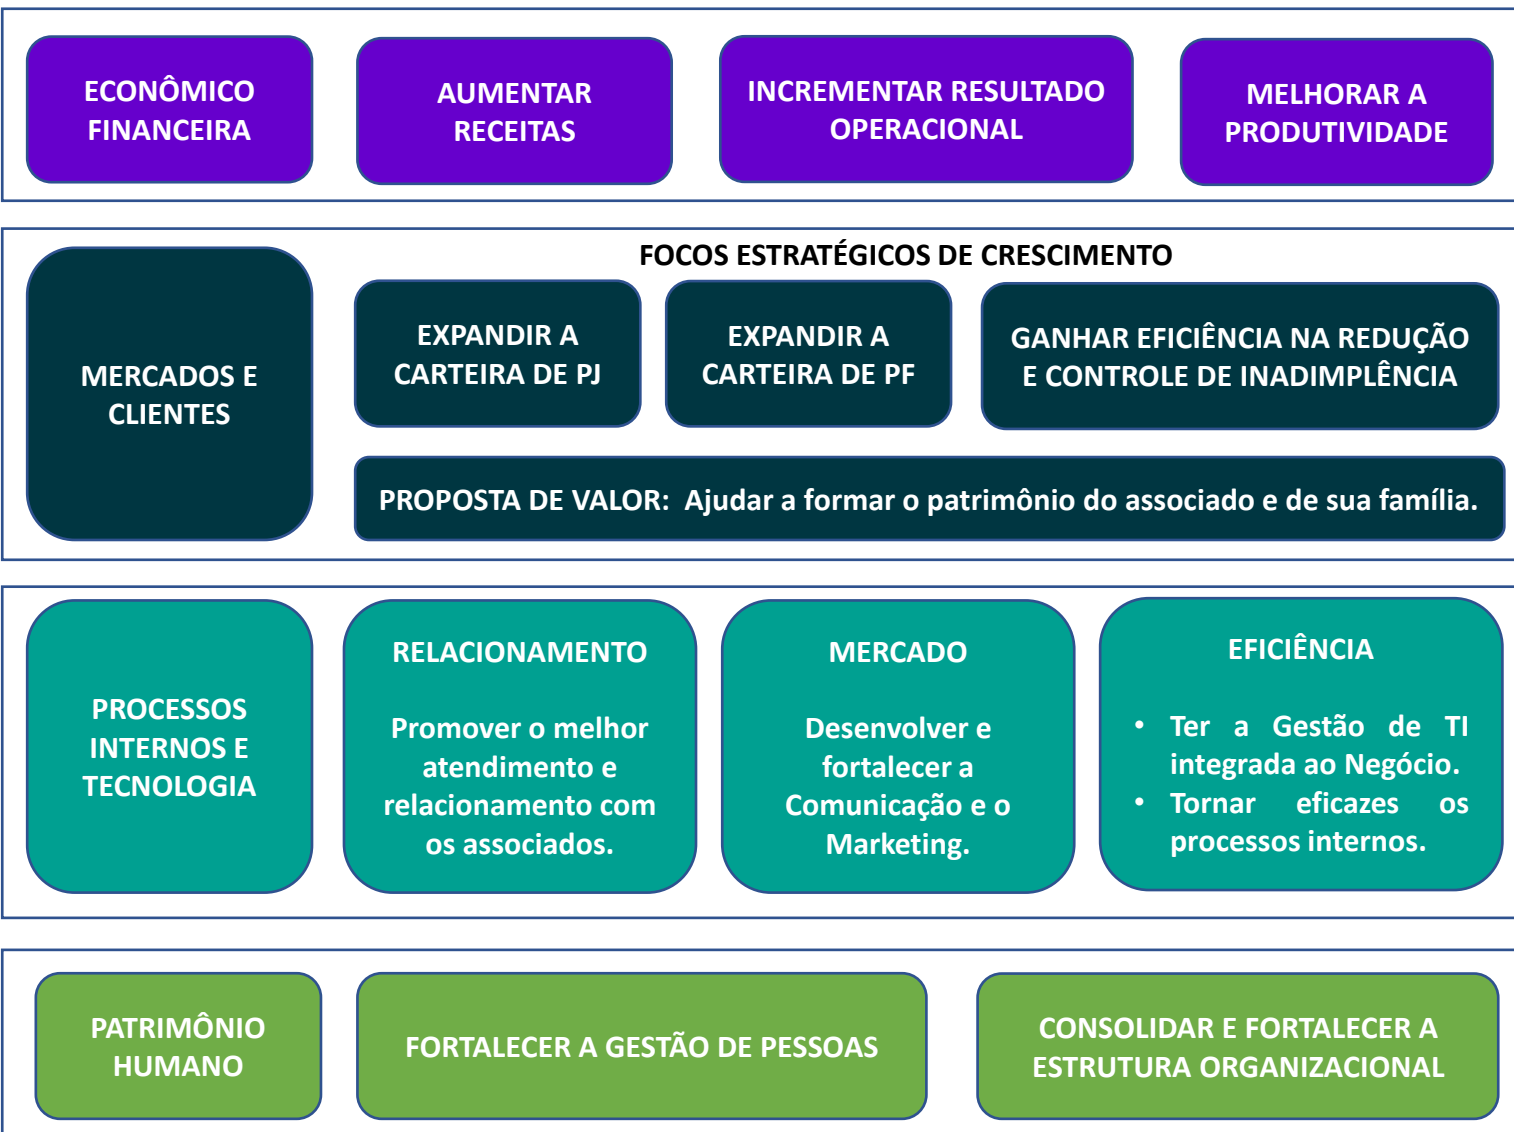 ECONÔMICO
FINANCEIRA
AUMENTAR
RECEITAS
INCREMENTAR RESULTADO
OPERACIONAL
MELHORAR A
PRODUTIVIDADE
FOCOS ESTRATÉGICOS DE CRESCIMENTO
MERCADOS E
CLIENTES
EXPANDIR A
CARTEIRA DE PJ
EXPANDIR A
CARTEIRA DE PF
GANHAR EFICIÊNCIA NA REDUÇÃO
E CONTROLE DE INADIMPLÊNCIA
PROPOSTA DE VALOR: Ajudar a formar o patrimônio do associado e de sua família.
PROCESSOS
INTERNOS E
TECNOLOGIA
RELACIONAMENTO
Promover o melhor
atendimento e
relacionamento com
os associados.
MERCADO
Desenvolver e
fortalecer a
Comunicação e o
Marketing.
EFICIÊNCIA
• Ter a Gestão de TI
integrada ao Negócio.
• Tornar eficazes os
processos internos.
PATRIMÔNIO
HUMANO
FORTALECER A GESTÃO DE PESSOAS
CONSOLIDAR E FORTALECER A
ESTRUTURA ORGANIZACIONAL